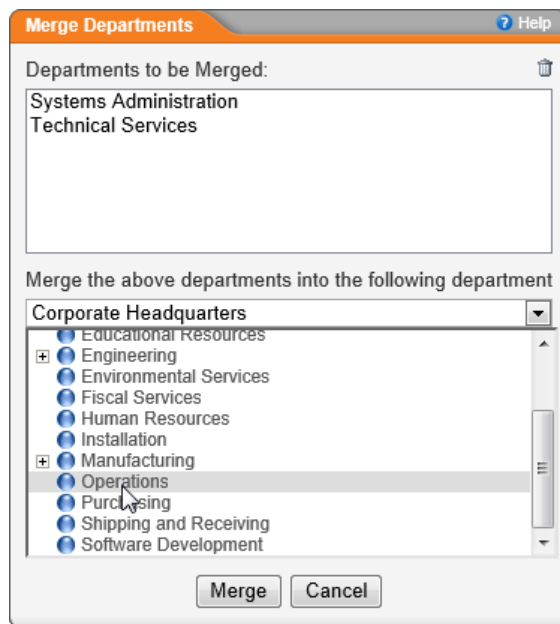 Merge Departments
Help
Departments to be Merged:
Systems Administration
Technical Services
Merge the above departments into the following department
Corporate Headquarters
Educational Resources
Engineering
Environmental Services
Fiscal Services
Human Resources
Installation
Manufacturing
Operations
Purchasing
Shipping and Receiving
Software Development
Merge Cancel